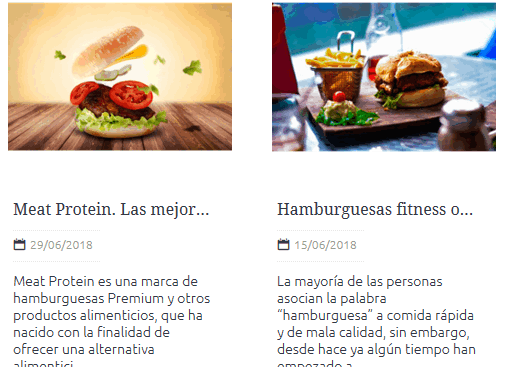 Meat Protein. Las mejor...
29/06/2018
Meat Protein es una marca de
hamburguesas Premium y otros
productos alimenticios, que ha
nacido con la finalidad de
ofrecer una alternativa
alimentici
Hamburguesas fitness o...
15/06/2018
La mayoría de las personas
asocian la palabra
“hamburguesa” a comida rápida
y de mala calidad, sin embargo,
desde hace ya algún tiempo han
empezado a